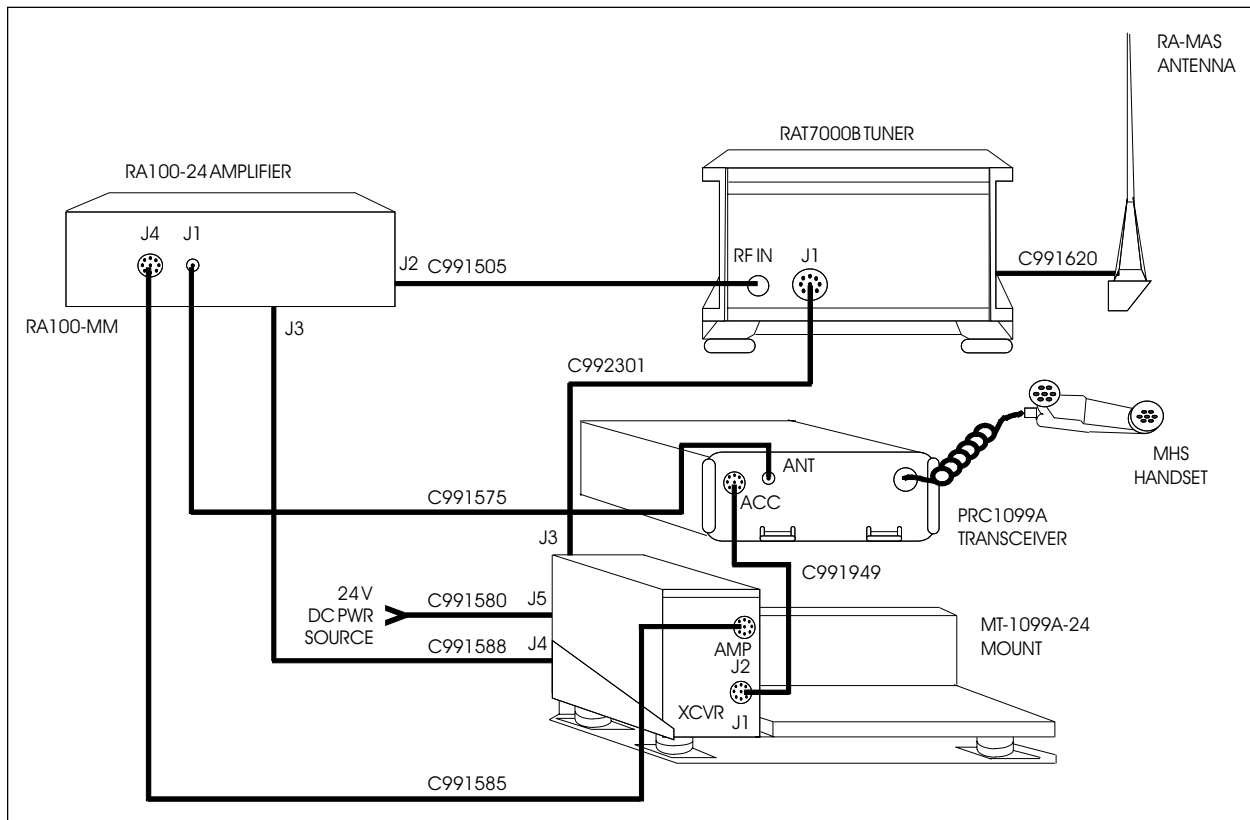 RA-MAS
ANTENNA
RAT7000B TUNER
RA100-24 AMPLIFIER
J4
J1
J2
C991505
RF IN
J1
C991620
RA100-MM
J3
C992301
MHS
HANDSET
ANT
ACC
C991575
PRC1099A
TRANSCEIVER
J3
C991949
24 V
DC PWR
SOURCE
C991580
J5
C991588
J4
AMP
J2
MT-1099A-24
MOUNT
XCVR
J1
C991585